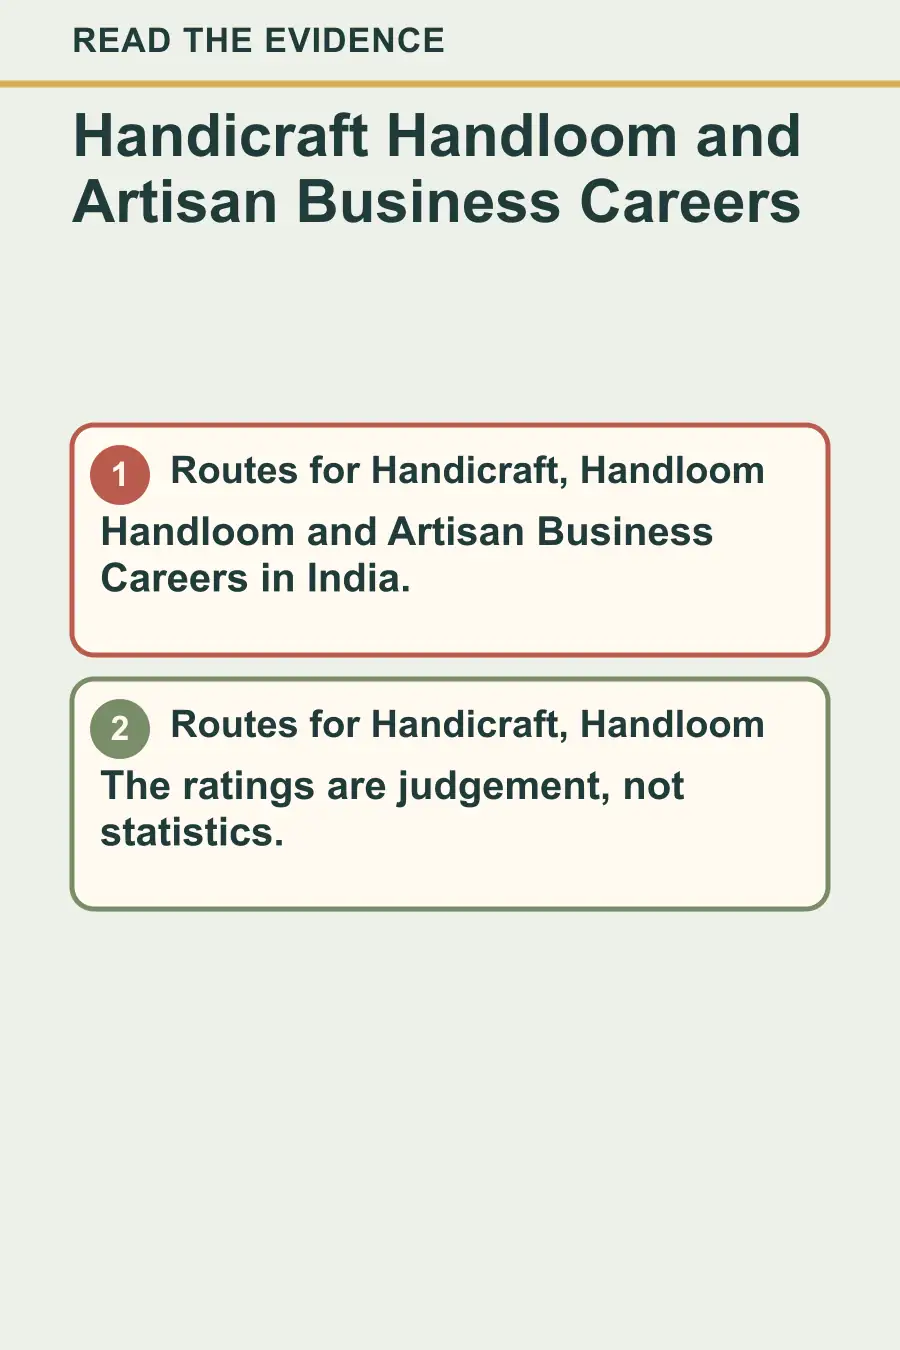 READ THE EVIDENCE
Handicraft Handloom and
Artisan Business Careers
1 Routes for Handicraft, Handloom
Handloom and Artisan Business
Careers in India.
2 Routes for Handicraft, Handloom
The ratings are judgement, not
statistics.